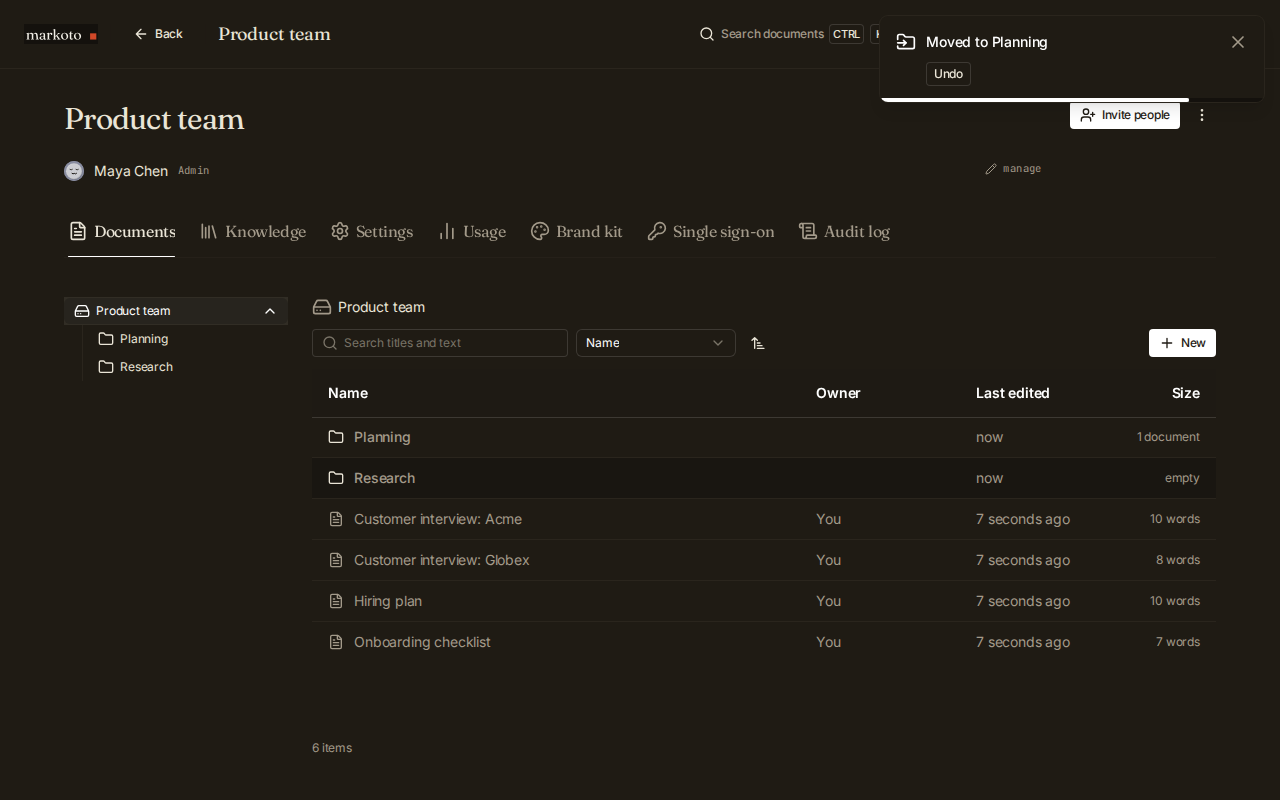 markoto
Back
Product team
Search documents CTRL
Moved to Planning
Undo
Product team
Invite people
Maya Chen Admin
manage
Documents Knowledge Settings Usage Brand kit Single sign-on Audit log
Product team
Planning
Research
Product team
Search titles and text
Name
New
Name Owner Last edited Size
Planning now 1 document
Research now empty
Customer interview: Acme You 7 seconds ago 10 words
Customer interview: Globex You 7 seconds ago 8 words
Hiring plan You 7 seconds ago 10 words
Onboarding checklist You 7 seconds ago 7 words
6 items